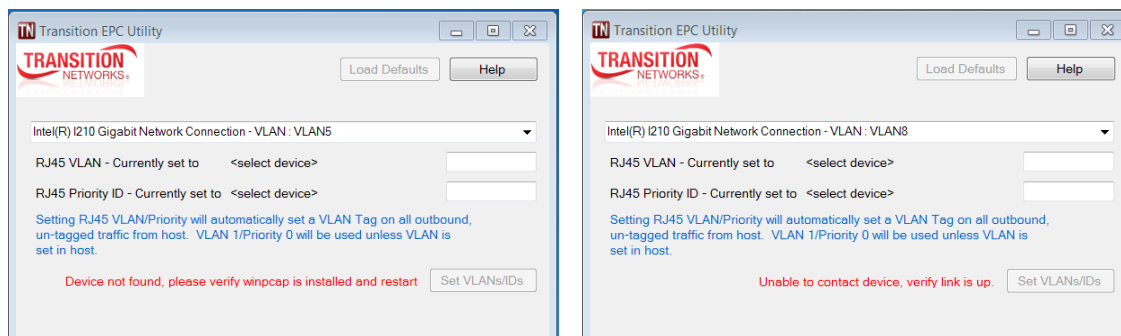 TN Transition EPC Utility
TRANSITION
NETWORKS®
Load Defaults Help
Intel(R) I210 Gigabit Network Connection - VLAN : VLAN5
RJ45 VLAN - Currently set to <select device>
RJ45 Priority ID - Currently set to <select device>
Setting RJ45 VLAN/Priority will automatically set a VLAN Tag on all outbound,
un-tagged traffic from host. VLAN 1/Priority 0 will be used unless VLAN is
set in host.
Device not found, please verify winpcap is installed and restart Set VLANs/IDs
TN Transition EPC Utility
TRANSITION
NETWORKS®
Load Defaults Help
Intel(R) I210 Gigabit Network Connection - VLAN : VLAN8
RJ45 VLAN - Currently set to <select device>
RJ45 Priority ID - Currently set to <select device>
Setting RJ45 VLAN/Priority will automatically set a VLAN Tag on all outbound,
un-tagged traffic from host. VLAN 1/Priority 0 will be used unless VLAN is
set in host.
Unable to contact device, verify link is up. Set VLANs/IDs